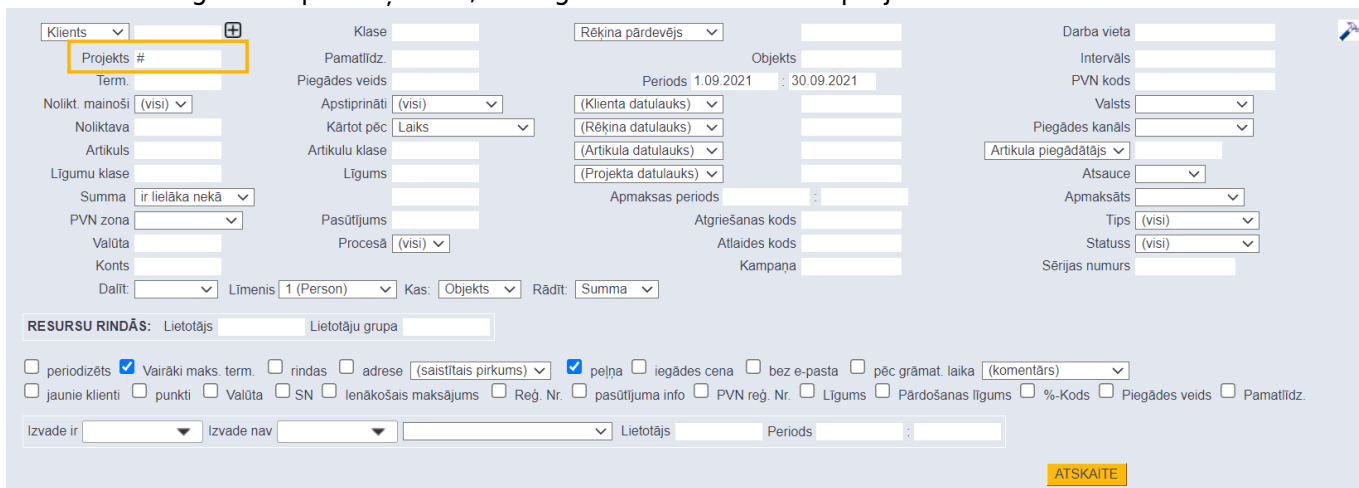 Klients Klase Rēķina pārdevējs Darba vieta
Projekts # Pamatlīdz. Objekts Intervāls
Term. Piegādes veids Periods 1.09.2021 : 30.09.2021 PVN kods
Nolikt. mainoši (visi) Apstiprināti (visi) (Klienta datulauks) Valsts
Noliktava Kārtot pēc Laiks (Rēķina datulauks) Piegādes kanāls
Artikuls Artikulu klase (Artikula datulauks) Artikula piegādātājs
Līgumu klase Līgums (Projekta datulauks) Atsauce
Summa ir lielāka nekā Apmaksas periods : Apmaksāts
PVN zona Pasūtījums Atgriešanas kods Tips (visi)
Valūta Procesā (visi) Atlaides kods Statuss (visi)
Konts Kampaņa Sērijas numurs
Dalīt: Līmenis 1 (Person) Kas: Objekts Rādīt: Summa
RESURSU RINDĀS: Lietotājs Lietotāju grupa
periodizēts Vairāki maks. term. rindas adrese (saistītais pirkums) peļņa iegādes cena bez e-pasta pēc grāmat. laika (komentārs)
jaunie klienti punkti Valūta SN Ienākošais maksājums Reģ. Nr. pasūtījuma info PVN reģ. Nr. Līgums Pārdošanas līgums %-Kods Piegādes veids Pamatlīdz.
Izvade ir Izvade nav Lietotājs Periods :
ATSKAITE